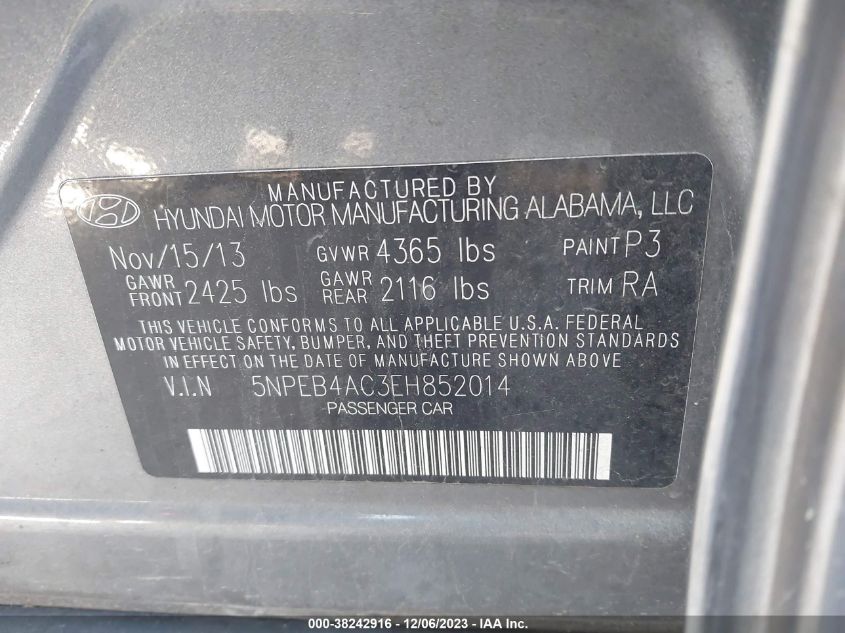 MANUFACTURED BY
HYUNDAI MOTOR MANUFACTURING ALABAMA, LLC
Nov/15/13 GVWR 4365 lbs PAINT P3
GAWR FRONT 2425 lbs GAWR REAR 2116 lbs TRIM RA
THIS VEHICLE CONFORMS TO ALL APPLICABLE U.S.A. FEDERAL
MOTOR VEHICLE SAFETY, BUMPER, AND THEFT PREVENTION STANDARDS
IN EFFECT ON THE DATE OF MANUFACTURE SHOWN ABOVE
V.I.N 5NPEB4AC3EH852014
PASSENGER CAR
000-38242916 - 12/06/2023 - IAA Inc.